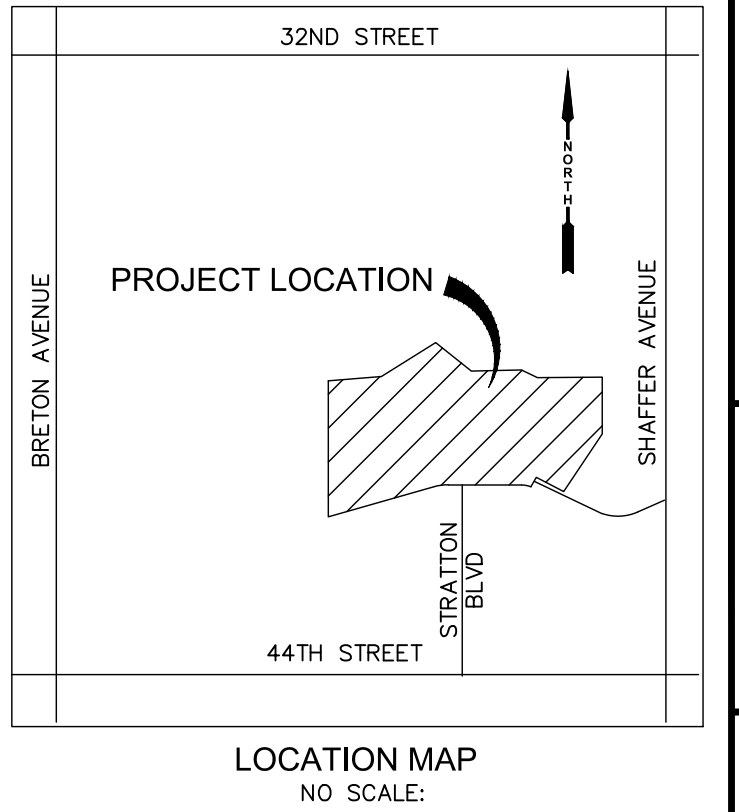 32ND STREET
NORTH
PROJECT LOCATION
BRETON AVENUE
SHAFFER AVENUE
STRATTON
BLVD
44TH STREET
LOCATION MAP
NO SCALE: